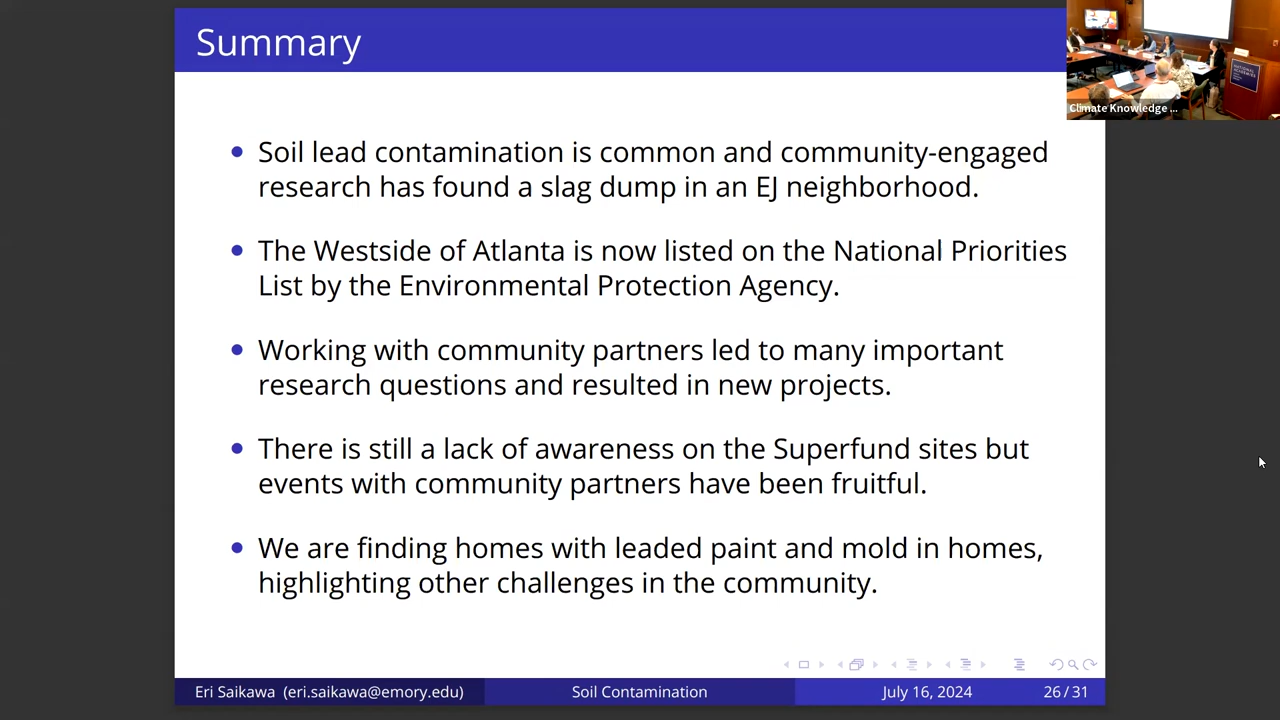 Summary
Climate Knowledge ...
NATIONAL
ACADEMIES
Soil lead contamination is common and community-engaged
research has found a slag dump in an EJ neighborhood.
The Westside of Atlanta is now listed on the National Priorities
List by the Environmental Protection Agency.
Working with community partners led to many important
research questions and resulted in new projects.
There is still a lack of awareness on the Superfund sites but
events with community partners have been fruitful.
We are finding homes with leaded paint and mold in homes,
highlighting other challenges in the community.
Eri Saikawa (eri.saikawa@emory.edu)
Soil Contamination
July 16, 2024
26 / 31